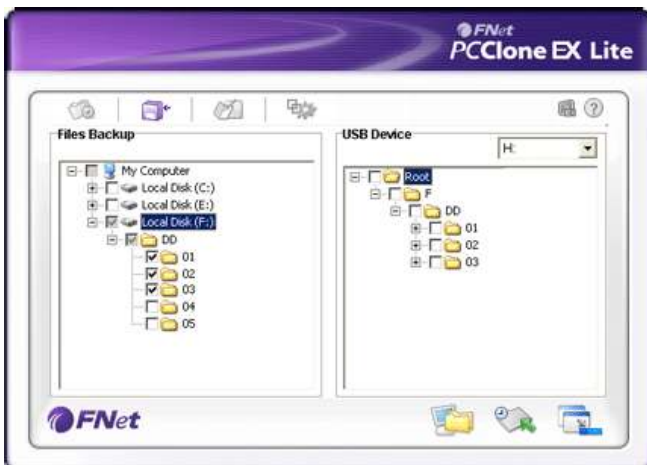 FNet
PCClone EX Lite
Files Backup
My Computer
Local Disk (C:)
Local Disk (E:)
Local Disk (F:)
DD
01
02
03
04
05
USB Device
H:
Root
F
DD
01
02
03
FNet